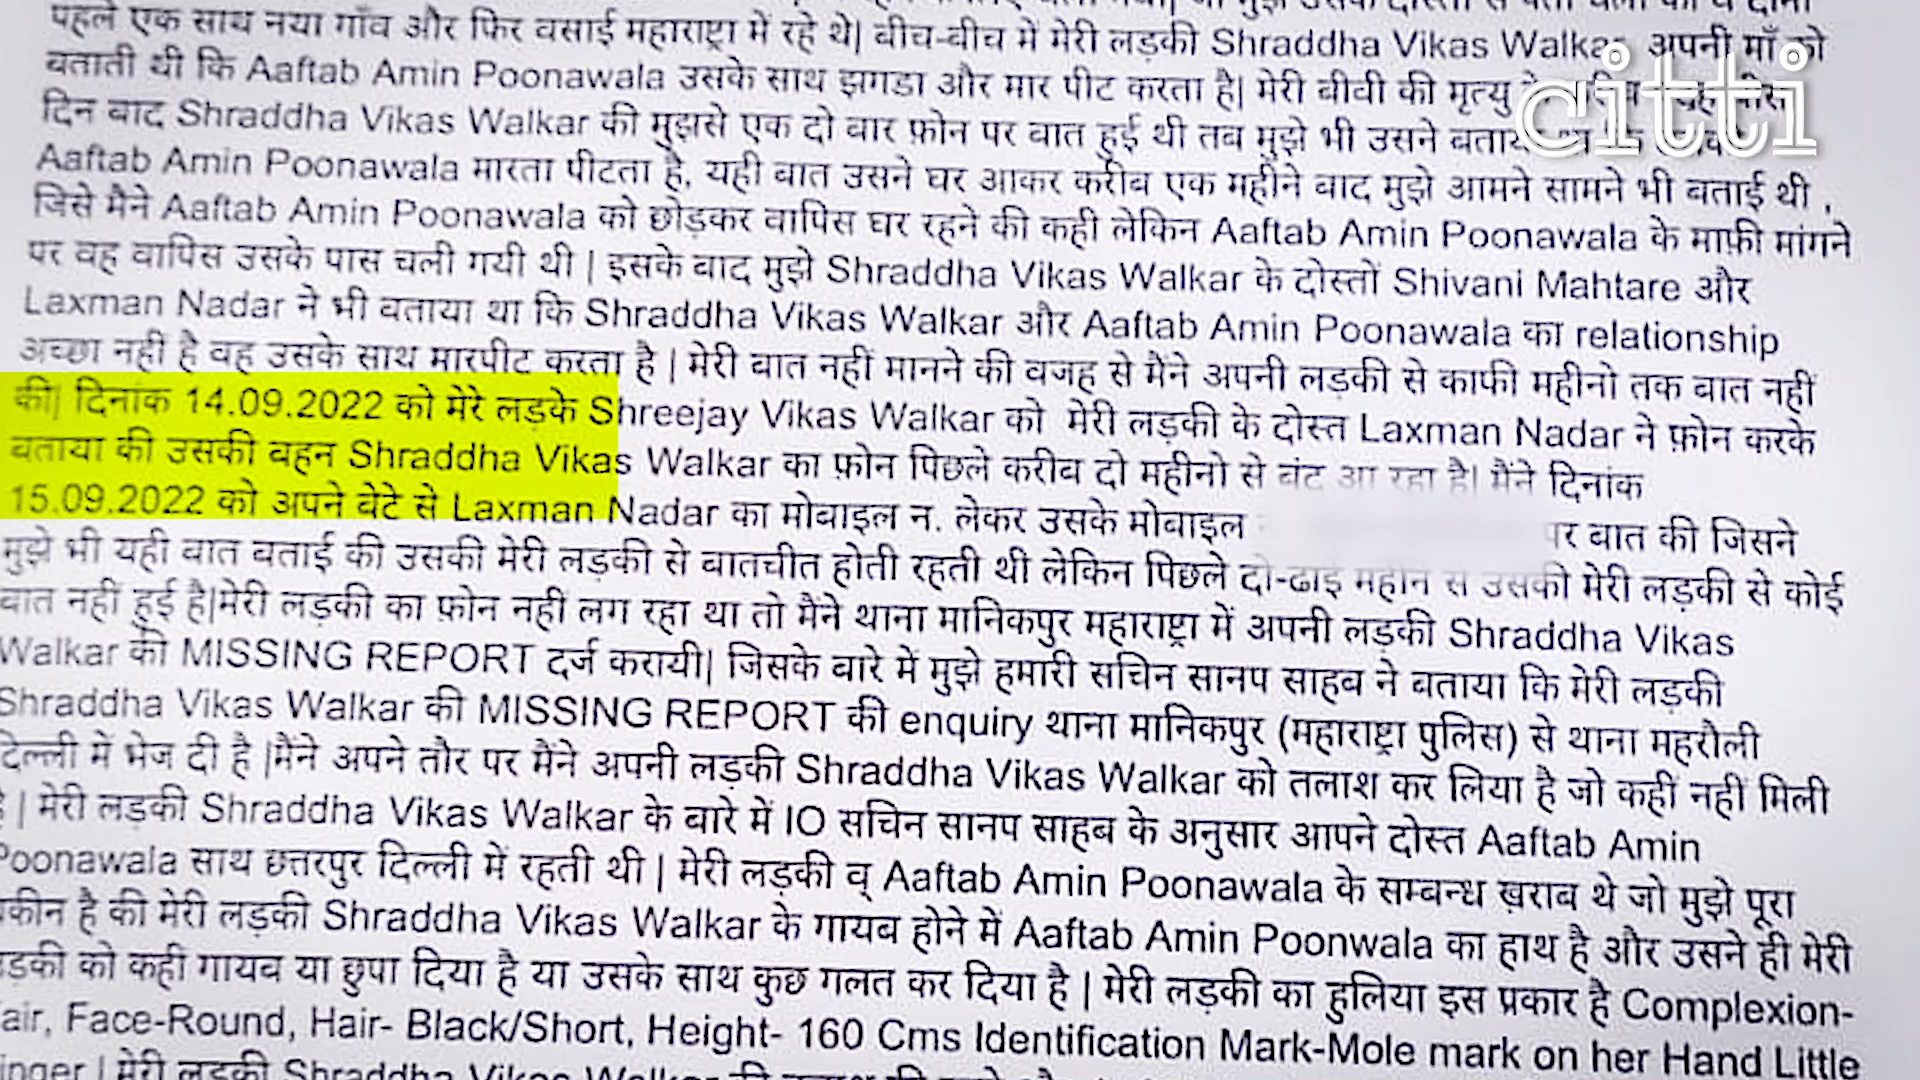 पहले एक साथ नया गाँव और फिर वसाई महाराष्ट्रा में रहे थे| बीच-बीच में मेरी लड़की Shraddha Vikas Walkar अपनी माँ को
बताती थी कि Aaftab Amin Poonawala उसके साथ झगडा और मार पीट करता है| मेरी बीवी की मृत्यु
दिन बाद Shraddha Vikas Walkar की मुझसे एक दो बार फ़ोन पर बात हुई थी तब मुझे भी उसने
citti
Aaftab Amin Poonawala मारता पीटता है, यही बात उसने घर आकर करीब एक महीने बाद मुझे आमने सामने भी बताई थी ,
जिसे मैने Aaftab Amin Poonawala को छोड़कर वापिस घर रहने की कही लेकिन Aaftab Amin Poonawala के माफ़ी मांगने
पर वह वापिस उसके पास चली गयी थी | इसके बाद मुझे Shraddha Vikas Walkar के दोस्तों Shivani Mahtare और
Laxman Nadar ने भी बताया था कि Shraddha Vikas Walkar और Aaftab Amin Poonawala का relationship
अच्छा नहीं है वह उसके साथ मारपीट करता है | मेरी बात नहीं मानने की वजह से मैंने अपनी लड़की से काफी महीनो तक बात नहीं
की| दिनांक 14.09.2022 को मेरे लड़के Shreejay Vikas Walkar को मेरी लड़की के दोस्त Laxman Nadar ने फ़ोन करके
बताया की उसकी बहन Shraddha Vikas Walkar का फ़ोन पिछले करीब दो महीनो से बंट आ रहा है| मैंने दिनांक
15.09.2022 को अपने बेटे से Laxman Nadar का मोबाइल न. लेकर उसके मोबाइल पर बात की जिसने
मुझे भी यही बात बताई की उसकी मेरी लड़की से बातचीत होती रहती थी लेकिन पिछले दो-ढाई महीने से उसकी मेरी लड़की से कोई
बात नहीं हुई है|मेरी लड़की का फ़ोन नहीं लग रहा था तो मैंने थाना मानिकपुर महाराष्ट्रा में अपनी लड़की Shraddha Vikas
Walkar की MISSING REPORT दर्ज करायी| जिसके बारे में मुझे हमारी सचिन सानप साहब ने बताया कि मेरी लड़की
Shraddha Vikas Walkar की MISSING REPORT की enquiry थाना मानिकपुर (महाराष्ट्रा पुलिस) से थाना महरौली
दिल्ली में भेज दी है |मैंने अपने तौर पर मैंने अपनी लड़की Shraddha Vikas Walkar को तलाश कर लिया है जो कहीं नहीं मिली
| मेरी लड़की Shraddha Vikas Walkar के बारे में IO सचिन सानप साहब के अनुसार आपने दोस्त Aaftab Amin
Poonawala साथ छत्तरपुर दिल्ली में रहती थी | मेरी लड़की व् Aaftab Amin Poonawala के सम्बन्ध ख़राब थे जो मुझे पूरा
की मेरी लड़की Shraddha Vikas Walkar के गायब होने में Aaftab Amin Poonwala का हाथ है और उसने ही मेरी
को कहीं गायब या छुपा दिया है या उसके साथ कुछ गलत कर दिया है | मेरी लड़की का हुलिया इस प्रकार है Complexion-
Face-Round, Hair- Black/Short, Height- 160 Cms Identification Mark-Mole mark on her Hand Little
| मेरी लड़की Shraddha Vikas Walkar